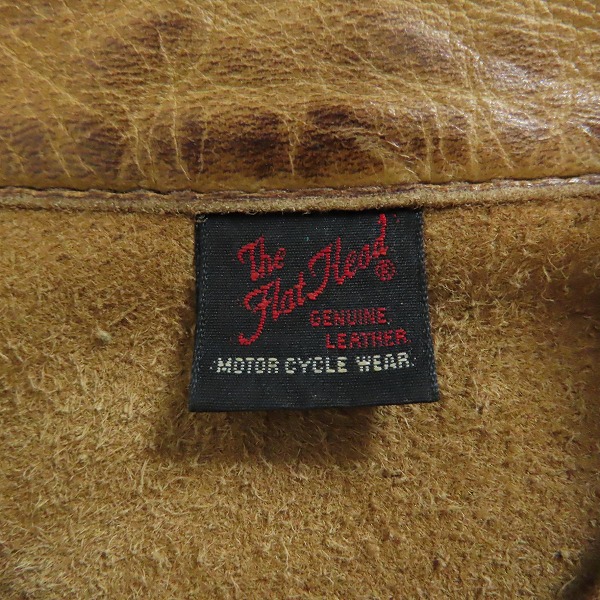 The
Flat Head®
GENUINE
LEATHER
MOTOR CYCLE WEAR